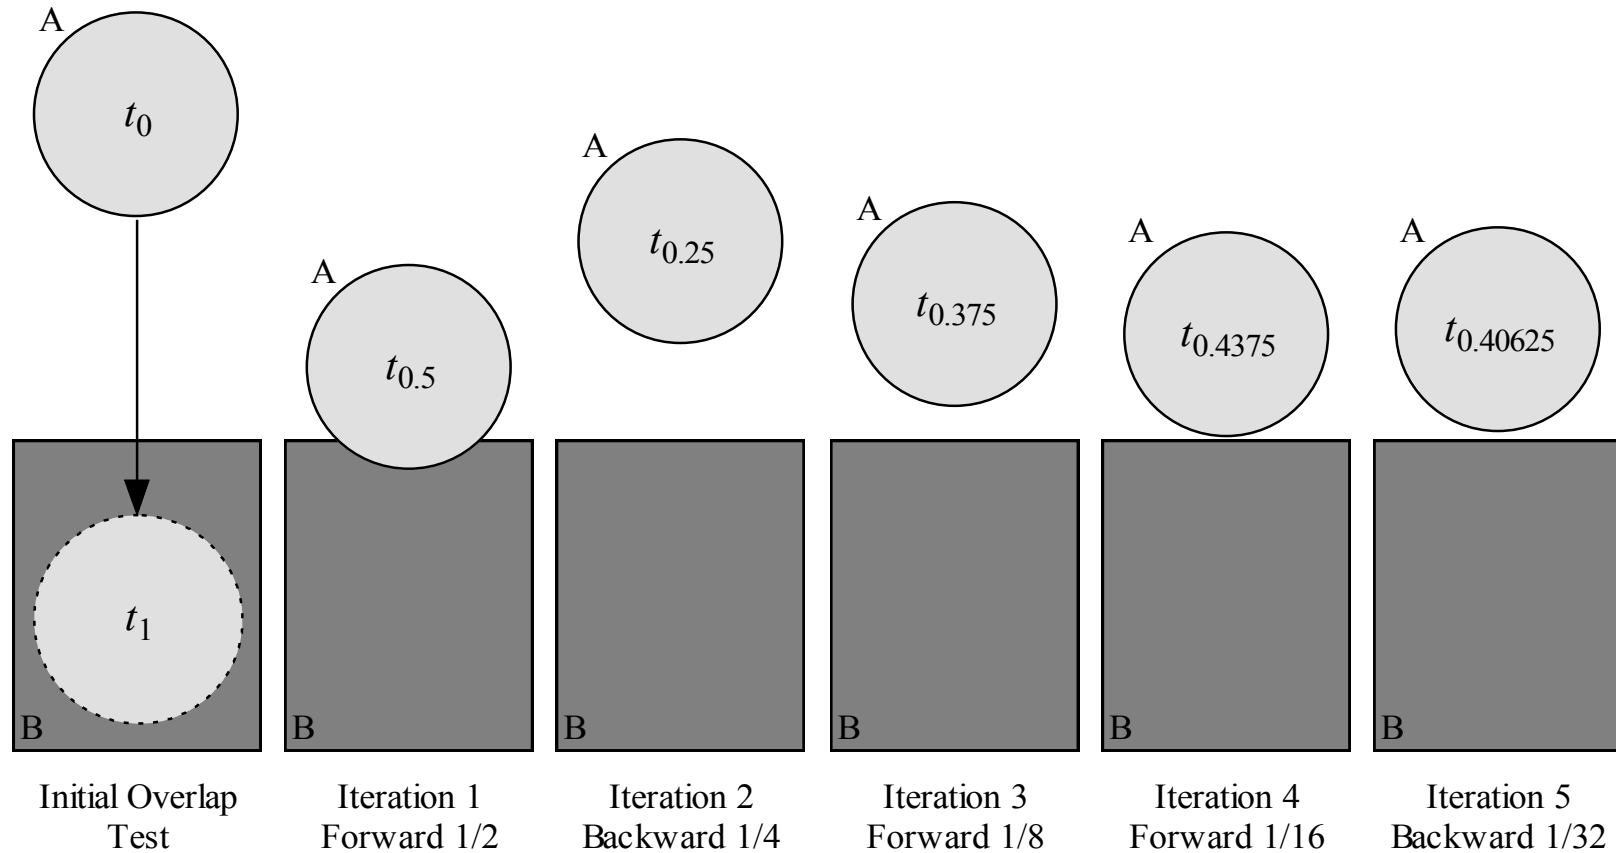 A
t0
t1
B
Initial Overlap
Test
A
t0.5
B
Iteration 1
Forward 1/2
A
t0.25
B
Iteration 2
Backward 1/4
A
t0.375
B
Iteration 3
Forward 1/8
A
t0.4375
B
Iteration 4
Forward 1/16
A
t0.40625
B
Iteration 5
Backward 1/32